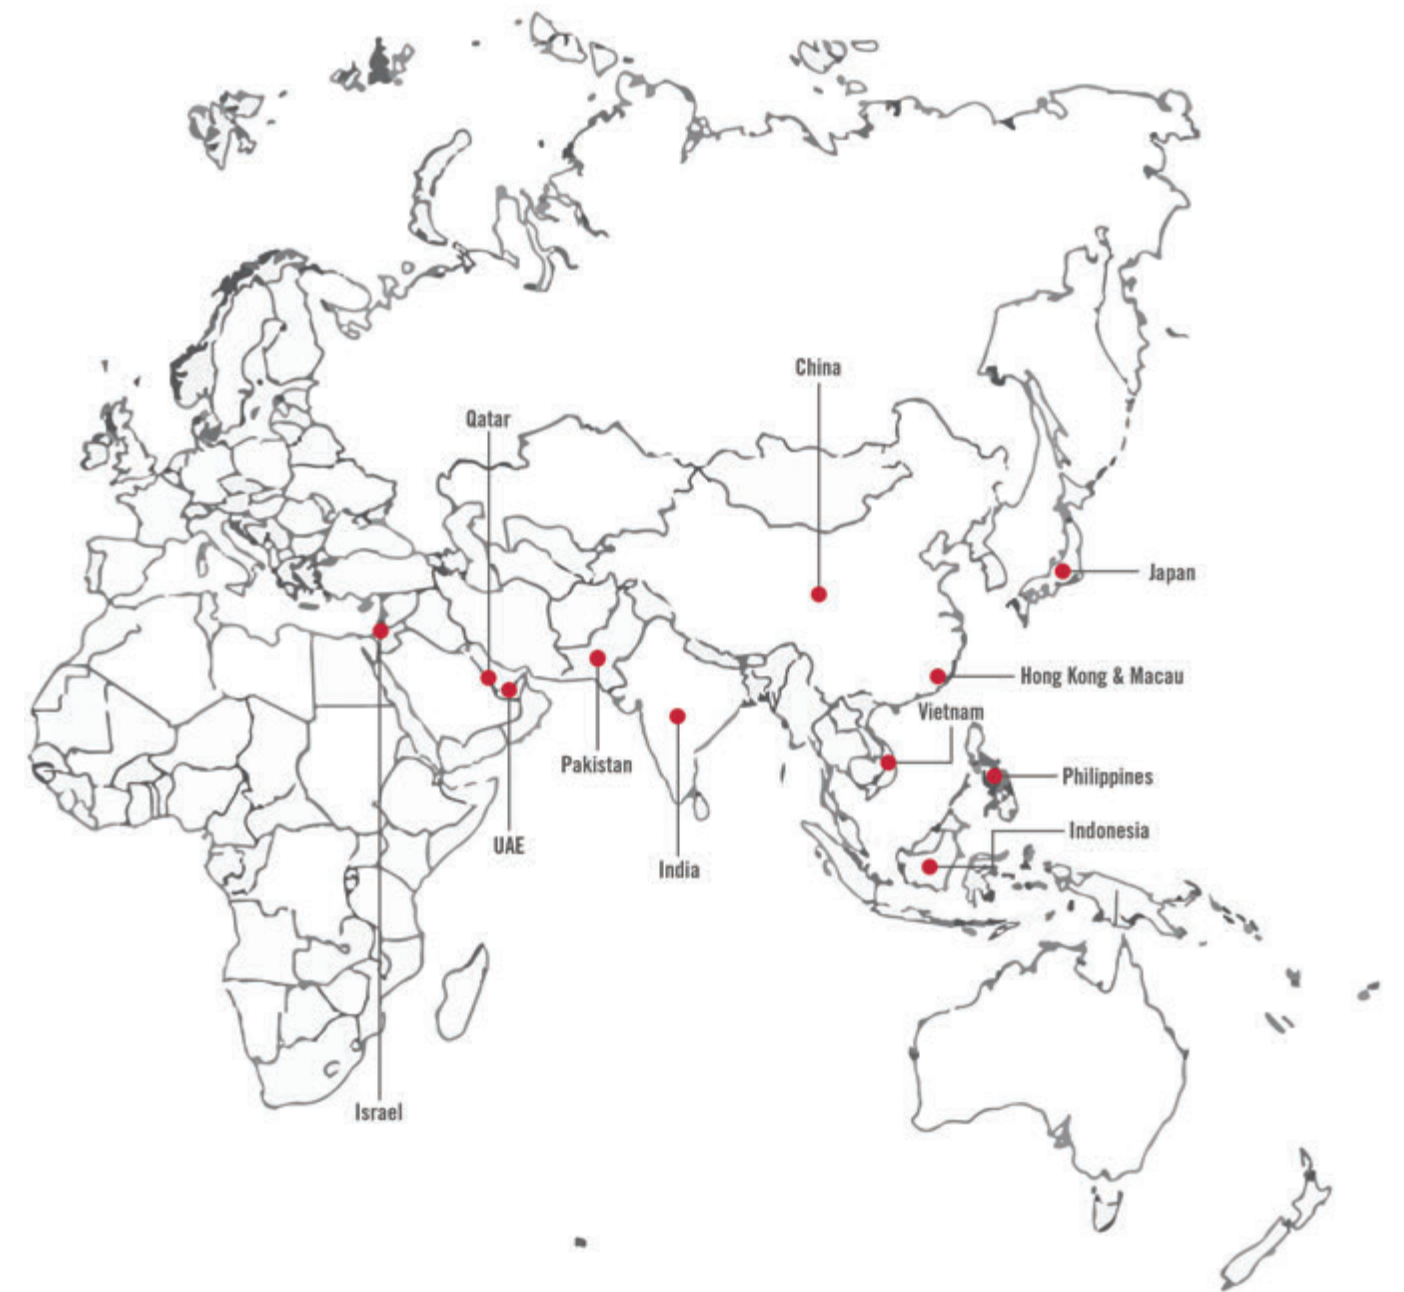 China
Qatar
Japan
Hong Kong & Macau
Vietnam
Pakistan
Philippines
Indonesia
UAE
India
Israel